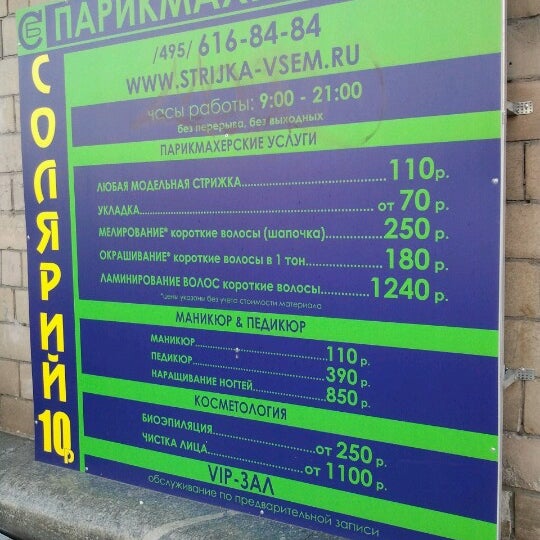 СБ
/495/ 616-84-84
WWW.STRIJKA-VSEM.RU
часы работы: 9:00 - 21:00
без перерыва, без выходных
ПАРИКМАХЕРСКИЕ УСЛУГИ
ЛЮБАЯ МОДЕЛЬНАЯ СТРИЖКА 110р.
УКЛАДКА от 70 р.
МЕЛИРОВАНИЕ* короткие волосы (шапочка) 250 р.
ОКРАШИВАНИЕ* короткие волосы в 1 тон 180 р.
ЛАМИНИРОВАНИЕ ВОЛОС короткие волосы 1240 р.
*цены указаны без учета стоимости материала
МАНИКЮР & ПЕДИКЮР
МАНИКЮР 110 р.
ПЕДИКЮР 390 р.
НАРАЩИВАНИЕ НОГТЕЙ 850 р.
КОСМЕТОЛОГИЯ
БИОЭПИЛЯЦИЯ от 250 р.
ЧИСТКА ЛИЦА от 1100 р.
VIP-ЗАЛ
обслуживание по предварительной записи
СОЛЯРИЙ
10р